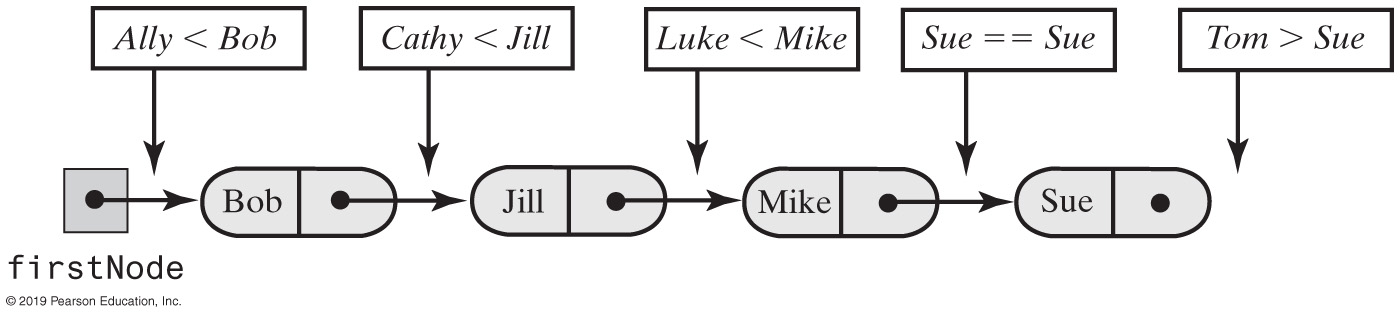 Ally < Bob
Cathy < Jill
Luke < Mike
Sue == Sue
Tom > Sue
Bob
Jill
Mike
Sue
firstNode
© 2019 Pearson Education, Inc.